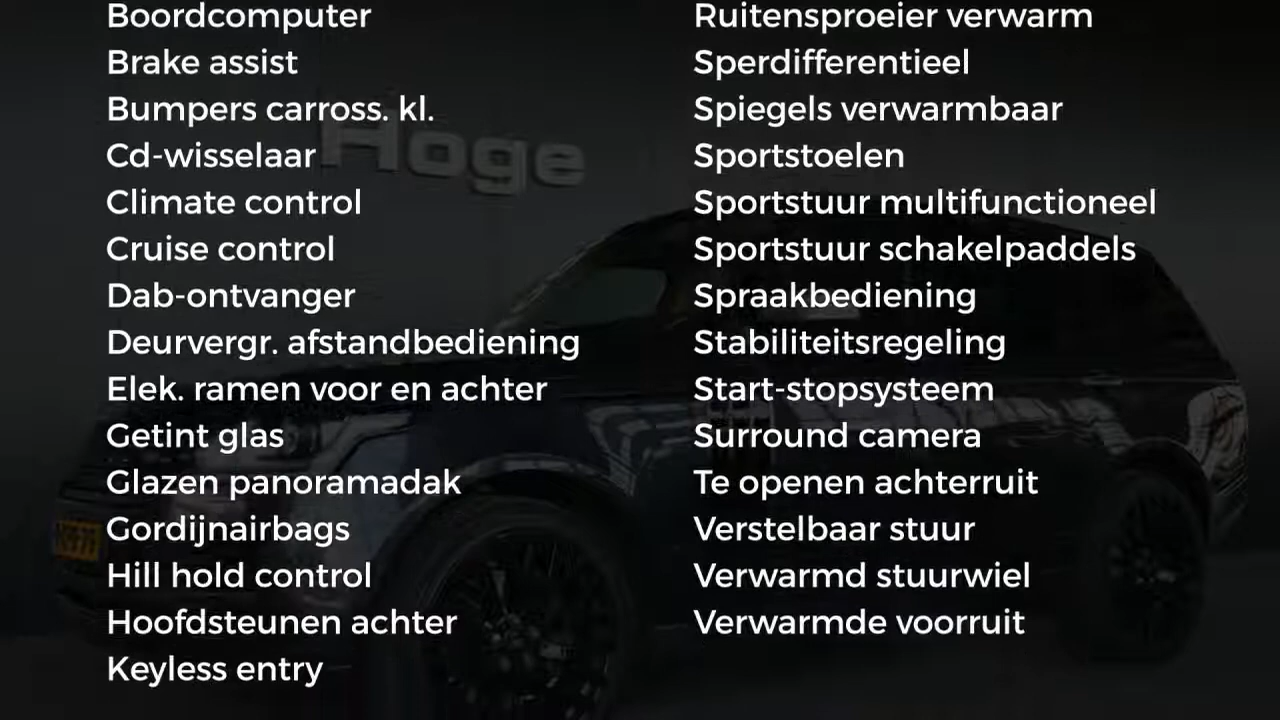 Boordcomputer
Brake assist
Bumpers carross. kl.
Cd-wisselaar
Climate control
Cruise control
Dab-ontvanger
Deurvergr. afstandbediening
Elek. ramen voor en achter
Getint glas
Glazen panoramadak
Gordijnairbags
Hill hold control
Hoofdsteunen achter
Keyless entry
Ruitensproeier verwarm
Sperdifferentieel
Spiegels verwarmbaar
Sportstoelen
Sportstuur multifunctioneel
Sportstuur schakelpaddels
Spraakbediening
Stabiliteitsregeling
Start-stopsysteem
Surround camera
Te openen achterruit
Verstelbaar stuur
Verwarmd stuurwiel
Verwarmde voorruit
Hoge